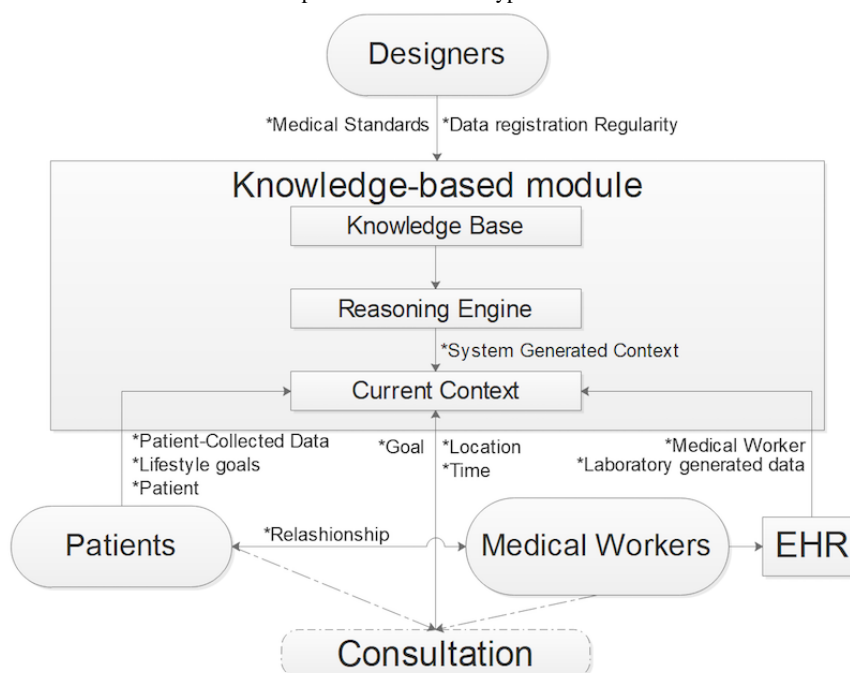 Designers
*Medical Standards
*Data registration Regularity
Knowledge-based module
Knowledge Base
Reasoning Engine
*System Generated Context
Current Context
*Patient-Collected Data
*Lifestyle goals
*Patient
*Goal
*Location
*Time
*Medical Worker
*Laboratory generated data
Patients
*Relashionship
Medical Workers
EHR
Consultation